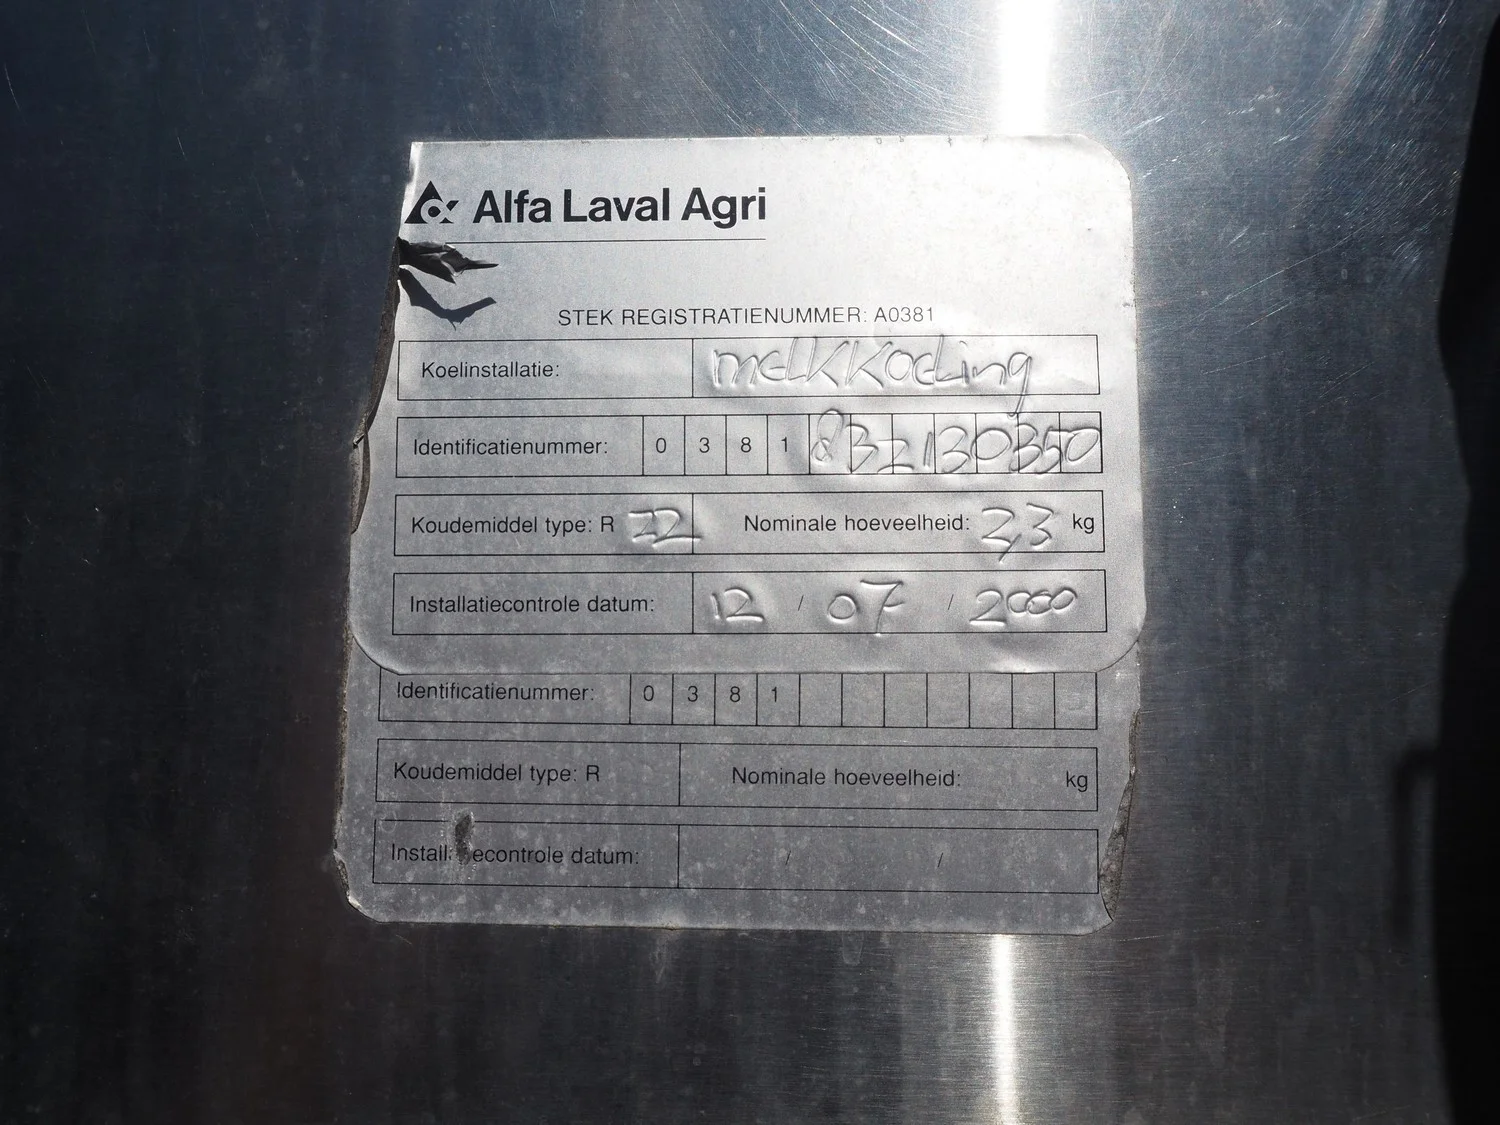 Alfa Laval Agri
STEK REGISTRATIENUMMER: A0381
Koelinstallatie: melkkoeling
Identificatienummer: 0 3 8 1
Koudemiddel type: R 22 Nominale hoeveelheid: 2,3 kg
Installatiecontrole datum: 12 / 07 / 2000
Identificatienummer: 0 3 8 1
Koudemiddel type: R Nominale hoeveelheid: kg
datum: / /